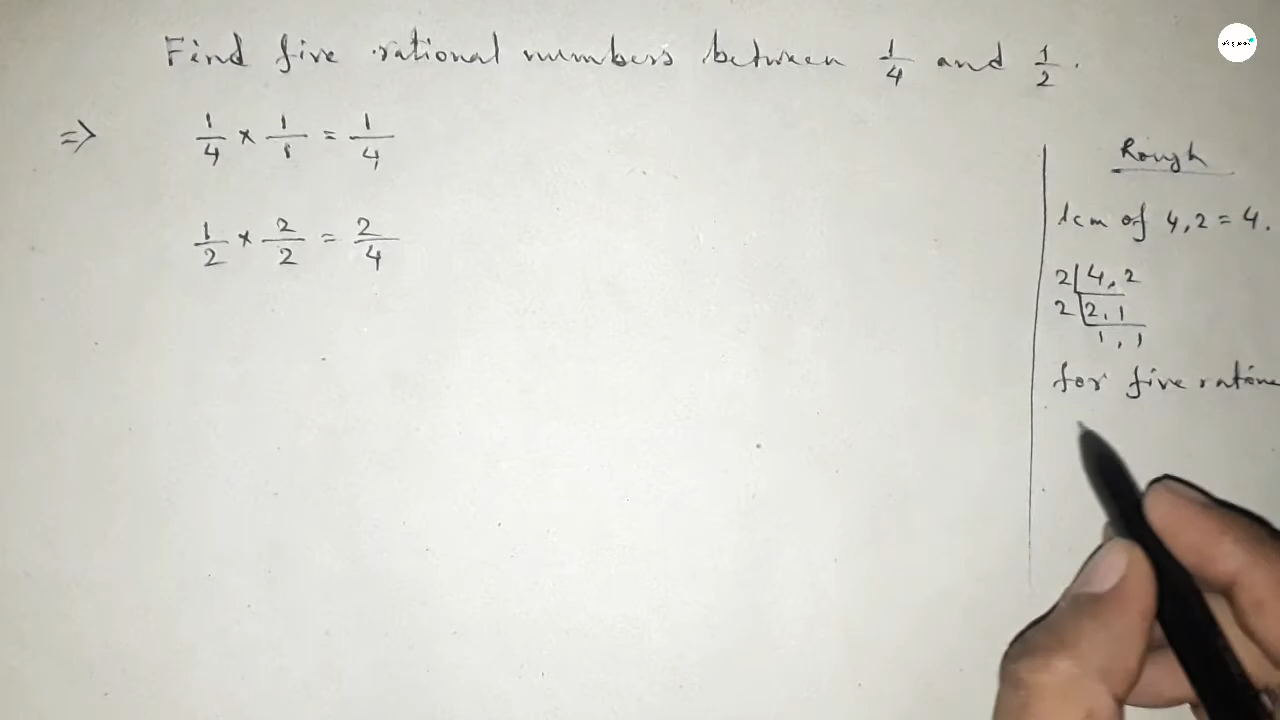 Find five rational numbers between 1/4 and 1/2.
=> 1/4 × 1/1 = 1/4
1/2 × 2/2 = 2/4
Rough
lcm of 4,2 = 4.
2|4,2
2|2,1
1,1
for five